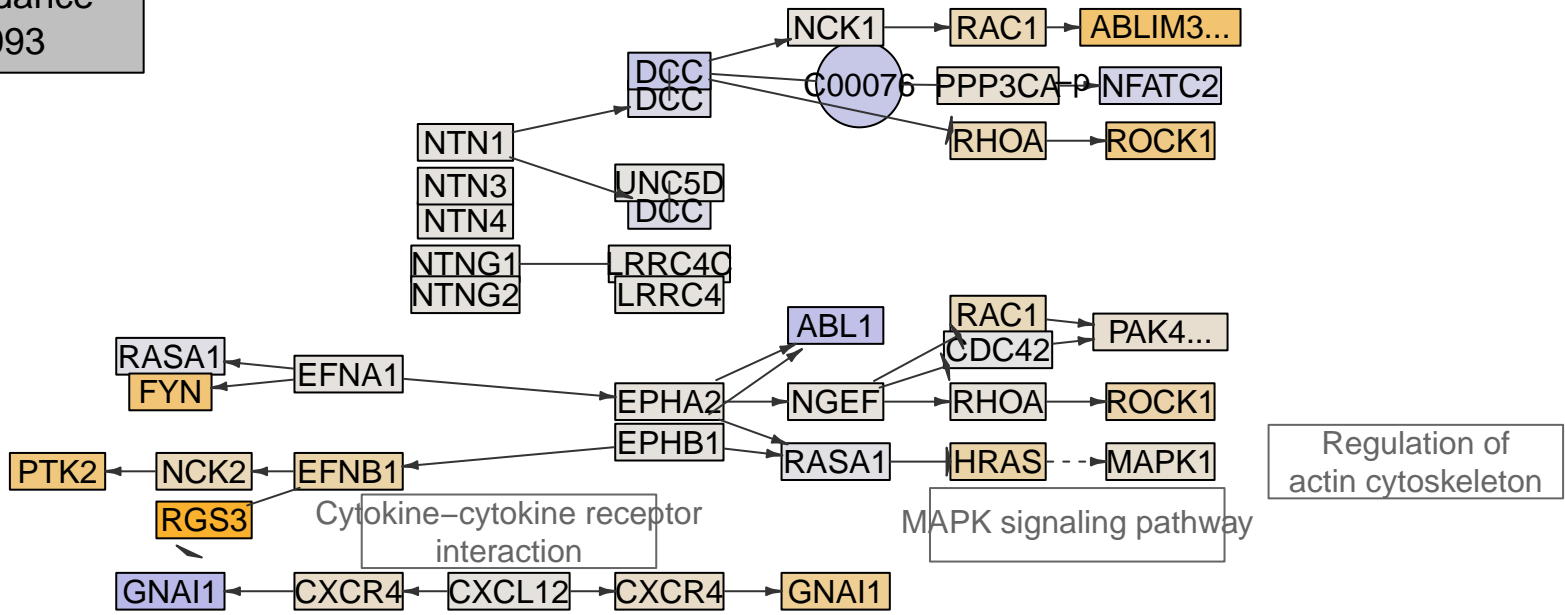 993
NCK1
RAC1
ABLIM3...
DCC
DCC
C00076
PPP3CA
+p
NFATC2
NTN1
RHOA
ROCK1
NTN3
NTN4
UNC5D
DCC
NTNG1
NTNG2
LRRC4C
LRRC4
ABL1
RAC1
CDC42
PAK4...
RASA1
FYN
EFNA1
EPHA2
NGEF
RHOA
ROCK1
EPHB1
RASA1
HRAS
MAPK1
PTK2
NCK2
EFNB1
RGS3
Regulation of
actin cytoskeleton
Cytokine−cytokine receptor
interaction
MAPK signaling pathway
GNAI1
CXCR4
CXCL12
CXCR4
GNAI1